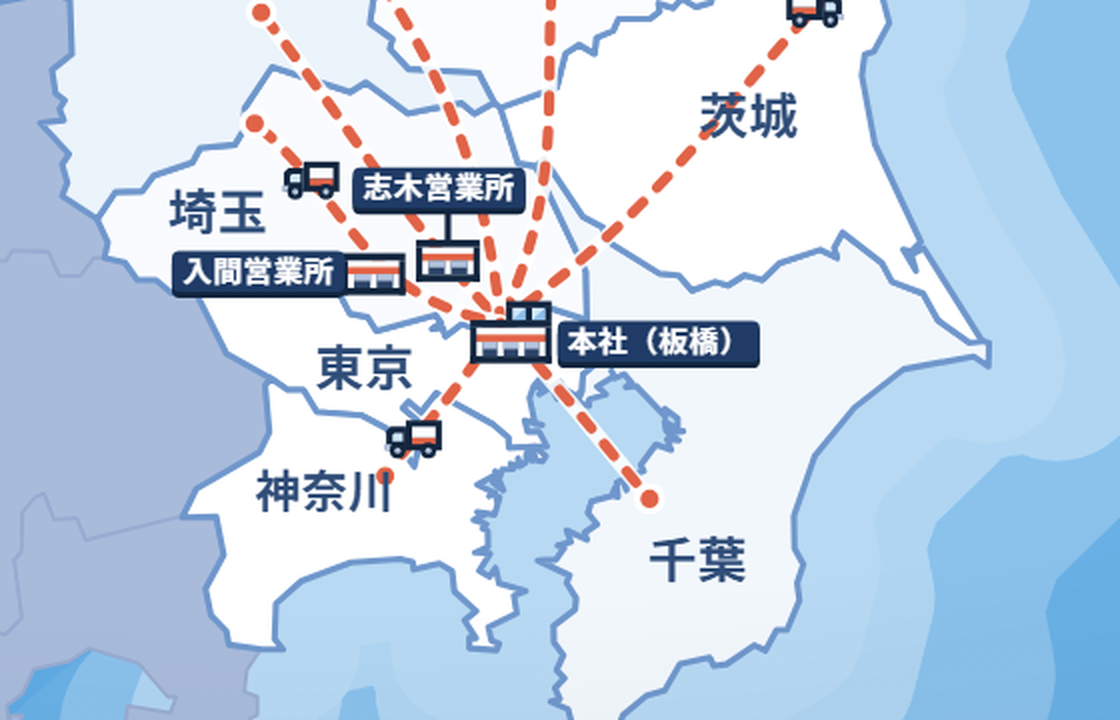 茨城
志木営業所
埼玉
入間営業所
本社（板橋）
東京
神奈川
千葉